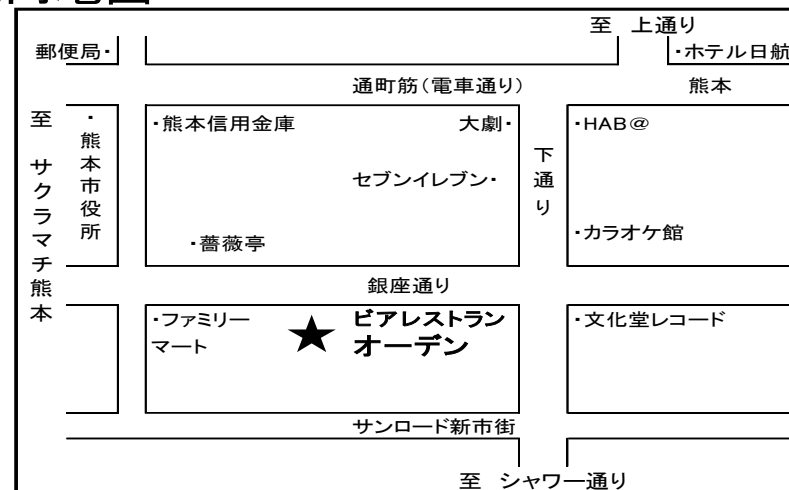 至 上通り
郵便局・
・ホテル日航
熊本
通町筋(電車通り)
至 サクラマチ熊本
・熊本市役所
・熊本信用金庫
大劇・
・HAB@
セブンイレブン・
下通り
・薔薇亭
・カラオケ館
銀座通り
・ファミリー
マート
★ ビアレストラン
オーデン
・文化堂レコード
サンロード新市街
至 シャワー通り